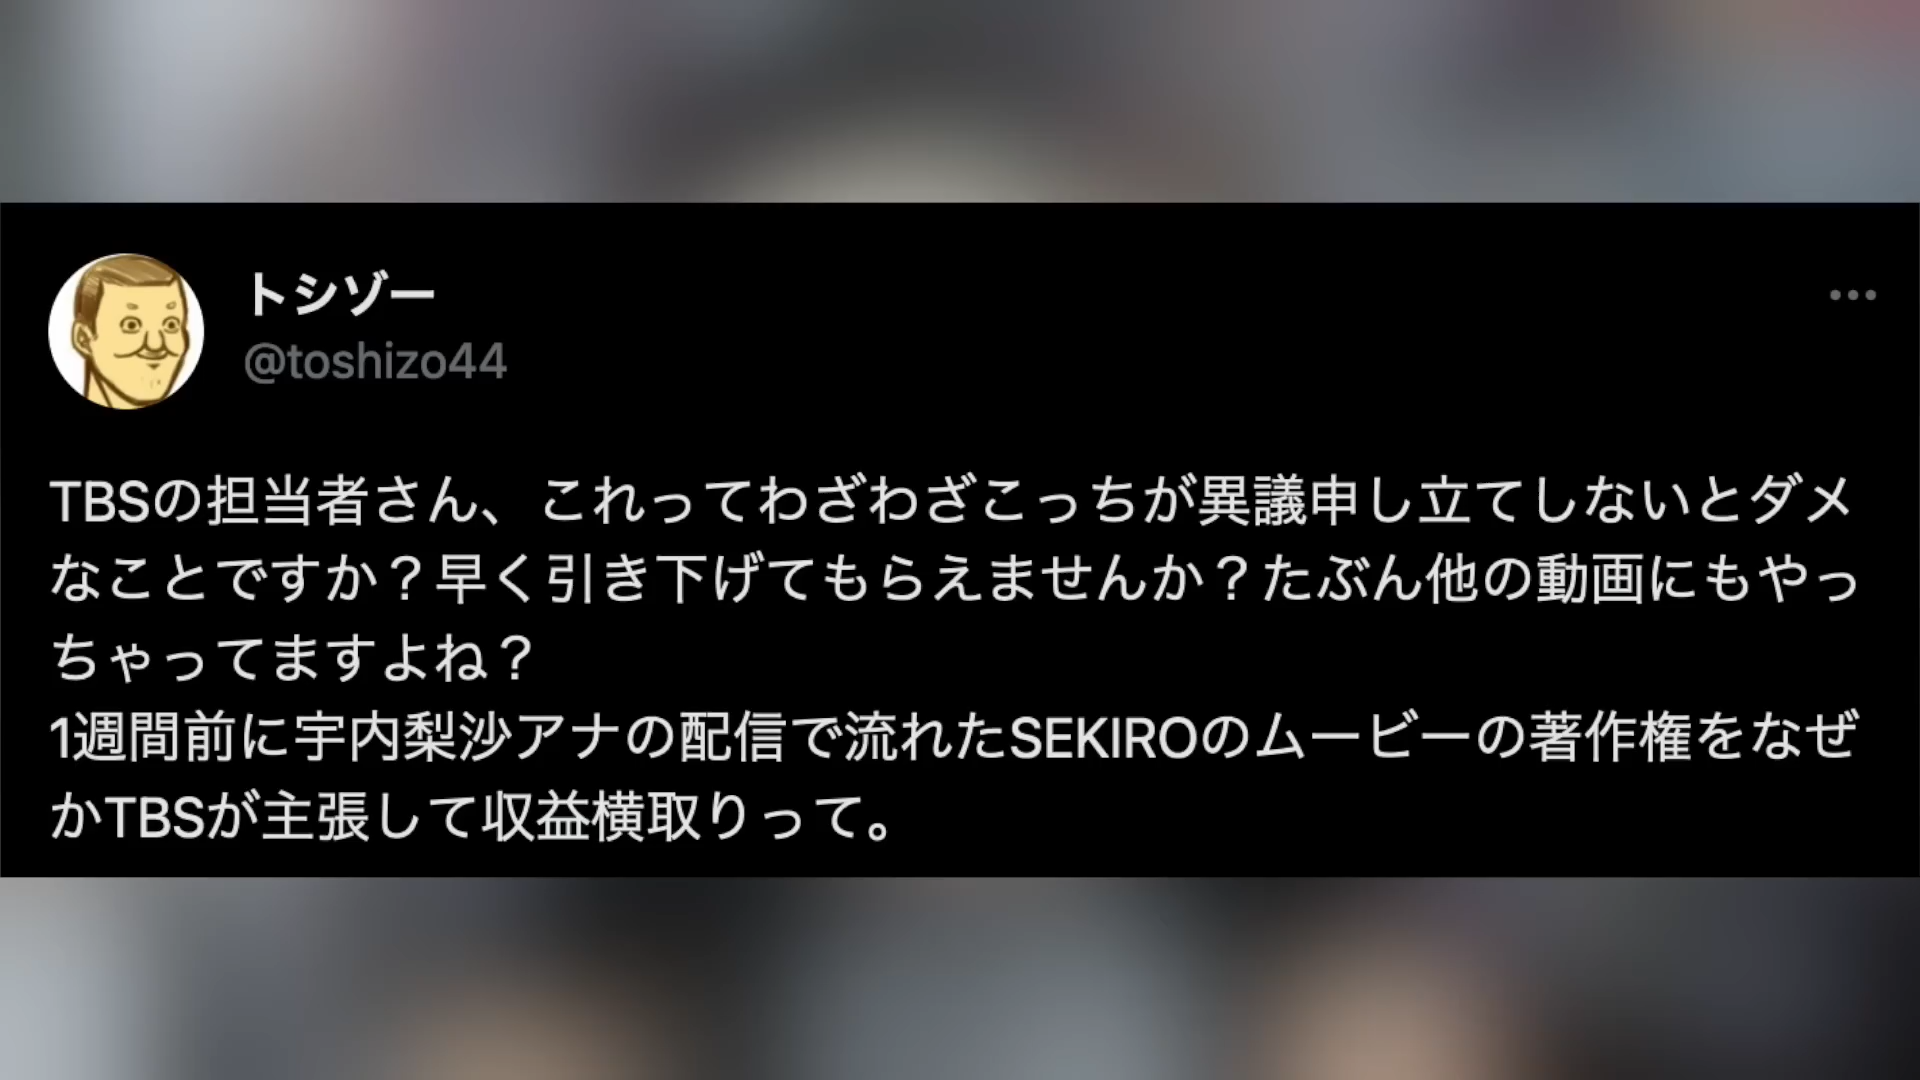 トシゾー
@toshizo44
TBSの担当者さん、これってわざわざこっちが異議申し立てしないとダメ
なことですか？早く引き下げてもらえませんか？たぶん他の動画にもやっ
ちゃってますよね？
1週間前に宇内梨沙アナの配信で流れたSEKIROのムービーの著作権をなぜ
かTBSが主張して収益横取りって。